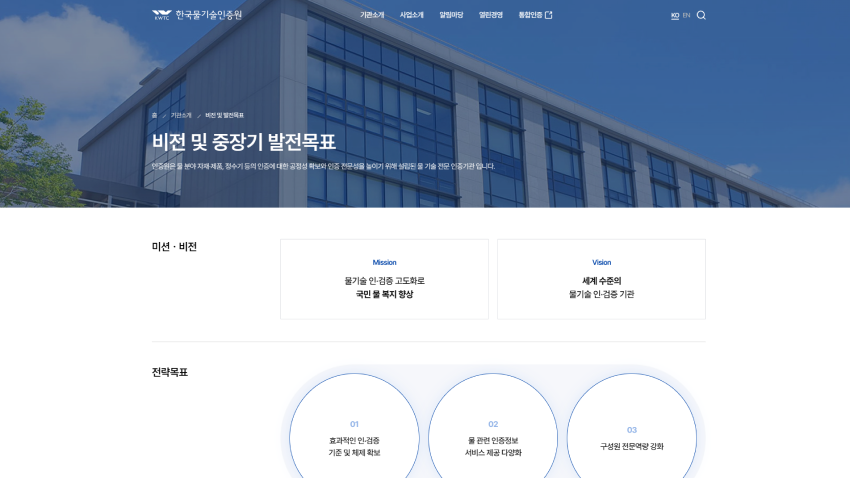 KWTC 한국물기술인증원
기관소개 사업소개 알림마당 열린경영 통합인증
KO EN
홈 기관소개 비전 및 발전목표
비전 및 중장기 발전목표
인증원은 물 분야 자재·제품, 정수기 등의 인증에 대한 공정성 확보와 인증 전문성을 높이기 위해 설립된 물 기술 전문 인증기관 입니다.
미션 · 비전
Mission
물기술 인·검증 고도화로
국민 물 복지 향상
Vision
세계 수준의
물기술 인·검증 기관
전략목표
01
효과적인 인·검증
기준 및 체제 확보
02
물 관련 인증정보
서비스 제공 다양화
03
구성원 전문역량 강화